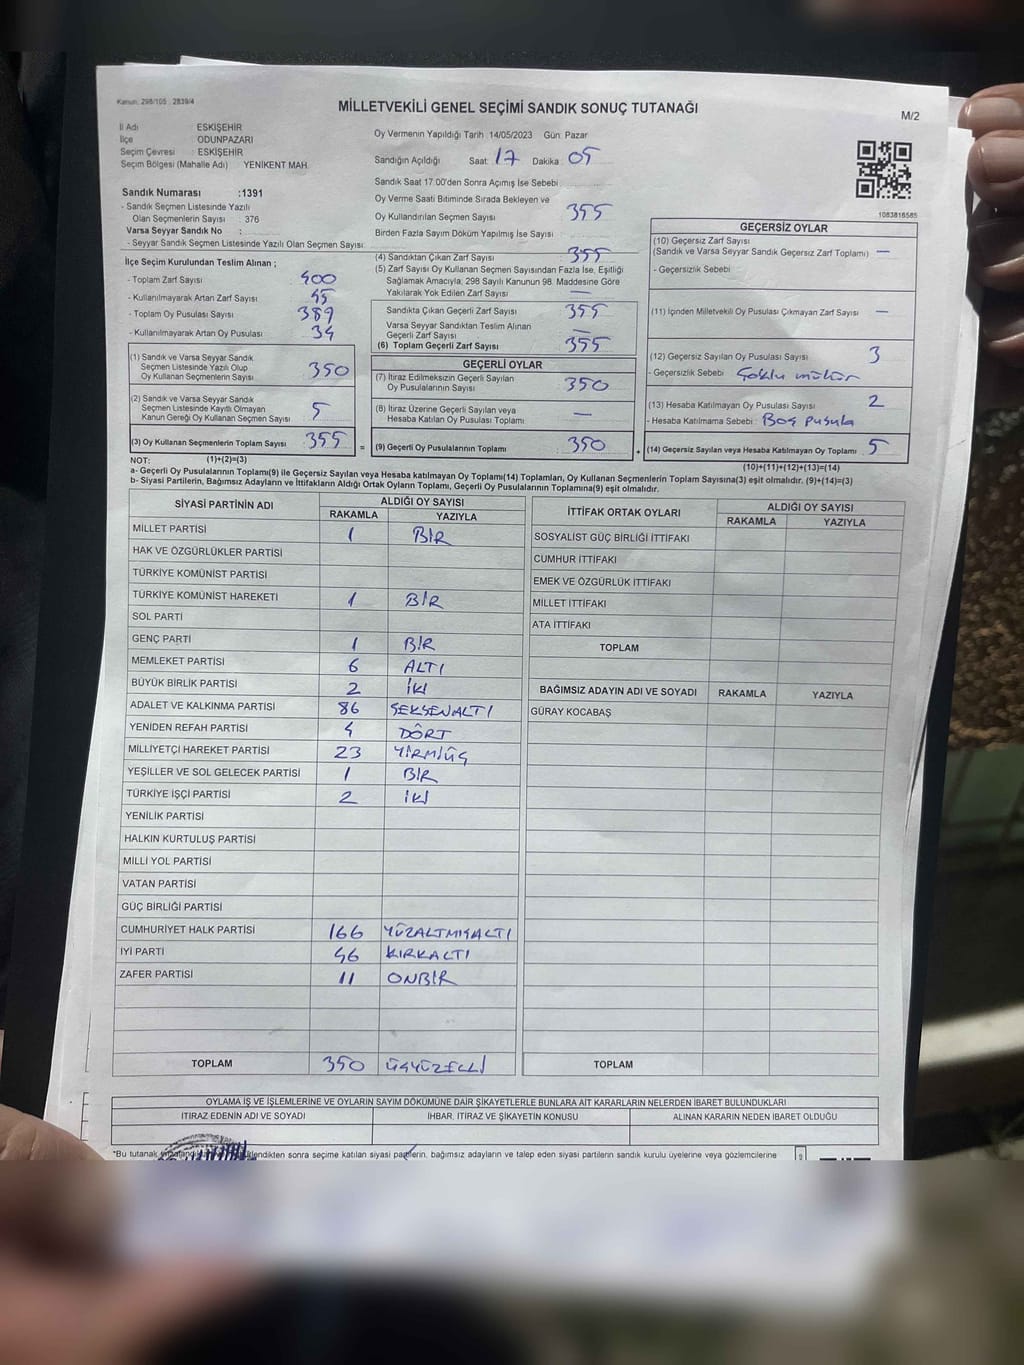 Kanun: 298/105 , 2839/4
MİLLETVEKİLİ GENEL SEÇİMİ SANDIK SONUÇ TUTANAĞI
M/2
İl Adı ESKİŞEHİR
İlçe ODUNPAZARI
Seçim Çevresi : ESKİŞEHİR
Seçim Bölgesi (Mahalle Adı) YENİKENT MAH.
Oy Vermenin Yapıldığı Tarih : 14/05/2023 Gün: Pazar
Sandığın Açıldığı Saat: 17 Dakika : 05
Sandık Saat 17.00'den Sonra Açımış İse Sebebi :
Oy Verme Saati Bitiminde Sırada Bekleyen ve
Oy Kullandırılan Seçmen Sayısı 355
Birden Fazla Sayım Döküm Yapılmış İse Sayısı :
1083816585
Sandık Numarası :1391
- Sandık Seçmen Listesinde Yazılı
Olan Seçmenlerin Sayısı : 376
Varsa Seyyar Sandık No :
- Seyyar Sandık Seçmen Listesinde Yazılı Olan Seçmen Sayısı:
İlçe Seçim Kurulundan Teslim Alınan ;
- Toplam Zarf Sayısı : 400
- Kullanılmayarak Artan Zarf Sayısı : 45
- Toplam Oy Pusulası Sayısı : 389
- Kullanılmayarak Artan Oy Pusulası : 34
(1) Sandık ve Varsa Seyyar Sandık
Seçmen Listesinde Yazılı Olup
Oy Kullanan Seçmenlerin Sayısı : 350
(2) Sandık ve Varsa Seyyar Sandık
Seçmen Listesinde Kayıtlı Olmayan
Kanun Gereği Oy Kullanan Seçmen Sayısı : 5
(3) Oy Kullanan Seçmenlerin Toplam Sayısı : 355 =
(4) Sandıktan Çıkan Zarf Sayısı : 355
(5) Zarf Sayısı Oy Kullanan Seçmen Sayısından Fazla İse, Eşitliği
Sağlamak Amacıyla; 298 Sayılı Kanunun 98. Maddesine Göre
Yakılarak Yok Edilen Zarf Sayısı : —
Sandıkta Çıkan Geçerli Zarf Sayısı : 355
Varsa Seyyar Sandıktan Teslim Alınan
Geçerli Zarf Sayısı : —
(6) Toplam Geçerli Zarf Sayısı : 355
GEÇERLİ OYLAR
(7) İtiraz Edilmeksizin Geçerli Sayılan
Oy Pusulalarının Sayısı : 350
(8) İtiraz Üzerine Geçerli Sayılan veya
Hesaba Katılan Oy Pusulası Toplamı : —
(9) Geçerli Oy Pusulalarının Toplamı : 350 +
GEÇERSİZ OYLAR
(10) Geçersiz Zarf Sayısı
(Sandık ve Varsa Seyyar Sandık Geçersiz Zarf Toplamı) : —
- Geçersizlik Sebebi :
(11) İçinden Milletvekili Oy Pusulası Çıkmayan Zarf Sayısı : —
(12) Geçersiz Sayılan Oy Pusulası Sayısı : 3
- Geçersizlik Sebebi : Çoklu mühür
(13) Hesaba Katılmayan Oy Pusulası Sayısı : 2
- Hesaba Katılmama Sebebi : Boş pusula
(14) Geçersiz Sayılan veya Hesaba Katılmayan Oy Toplamı : 5
NOT: (1)+(2)=(3)
(10)+(11)+(12)+(13)=(14)
a- Geçerli Oy Pusulalarının Toplamı(9) ile Geçersiz Sayılan veya Hesaba katılmayan Oy Toplamı(14) Toplamları, Oy Kullanan Seçmenlerin Toplam Sayısına(3) eşit olmalıdır. (9)+(14)=(3)
b- Siyasi Partilerin, Bağımsız Adayların ve İttifakların Aldığı Ortak Oyların Toplamı, Geçerli Oy Pusulalarının Toplamına(9) eşit olmalıdır.
SİYASİ PARTİNİN ADI ALDIĞI OY SAYISI
RAKAMLA YAZIYLA
MİLLET PARTİSİ 1 BİR
HAK VE ÖZGÜRLÜKLER PARTİSİ
TÜRKİYE KOMÜNİST PARTİSİ
TÜRKİYE KOMÜNİST HAREKETİ 1 BİR
SOL PARTİ
GENÇ PARTİ 1 BİR
MEMLEKET PARTİSİ 6 ALTI
BÜYÜK BİRLİK PARTİSİ 2 İKİ
ADALET VE KALKINMA PARTİSİ 86 SEKSENALTI
YENİDEN REFAH PARTİSİ 4 DÖRT
MİLLİYETÇİ HAREKET PARTİSİ 23 YİRMİÜÇ
YEŞİLLER VE SOL GELECEK PARTİSİ 1 BİR
TÜRKİYE İŞÇİ PARTİSİ 2 İKİ
YENİLİK PARTİSİ
HALKIN KURTULUŞ PARTİSİ
MİLLİ YOL PARTİSİ
VATAN PARTİSİ
GÜÇ BİRLİĞİ PARTİSİ
CUMHURİYET HALK PARTİSİ 166 YÜZALTMIŞALTI
İYİ PARTİ 46 KIRKALTI
ZAFER PARTİSİ 11 ONBİR
TOPLAM 350 ÜÇYÜZELLİ
İTTİFAK ORTAK OYLARI ALDIĞI OY SAYISI
RAKAMLA YAZIYLA
SOSYALİST GÜÇ BİRLİĞİ İTTİFAKI
CUMHUR İTTİFAKI
EMEK VE ÖZGÜRLÜK İTTİFAKI
MİLLET İTTİFAKI
ATA İTTİFAKI
TOPLAM
BAĞIMSIZ ADAYIN ADI VE SOYADI RAKAMLA YAZIYLA
GÜRAY KOCABAŞ
TOPLAM
OYLAMA İŞ VE İŞLEMLERİNE VE OYLARIN SAYIM DÖKÜMÜNE DAİR ŞİKAYETLERLE BUNLARA AİT KARARLARIN NELERDEN İBARET BULUNDUKLARI
İTİRAZ EDENİN ADI VE SOYADI İHBAR, İTİRAZ VE ŞİKAYETİN KONUSU ALINAN KARARIN NEDEN İBARET OLDUĞU
*Bu tutanak sonra seçime katılan siyasi partilerin, bağımsız adayların ve talep eden siyasi partilerin sandık kurulu üyelerine veya gözlemcilerine